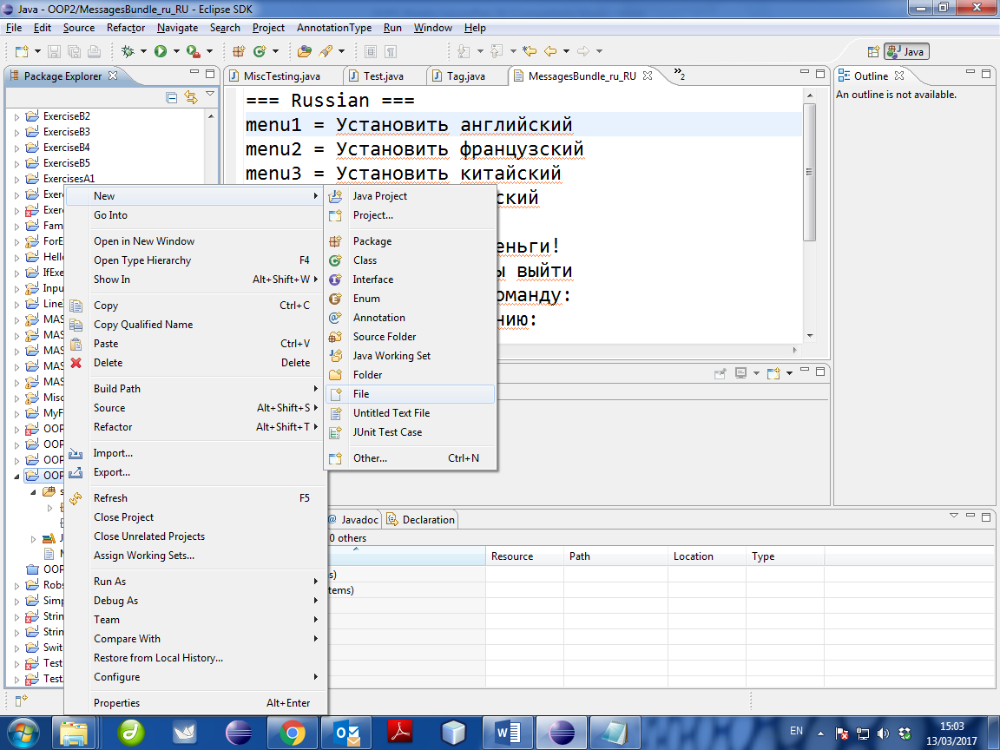 Java - OOP2/MessagesBundle_ru_RU - Eclipse SDK
File Edit Source Refactor Navigate Search Project AnnotationType Run Window Help
Java
Package Explorer
MiscTesting.java Test.java Tag.java MessagesBundle_ru_RU »2
Outline
An outline is not available.
ExerciseB2
ExerciseB3
ExerciseB4
ExerciseB5
ExercisesA1
=== Russian ===
menu1 = Установить английский
menu2 = Установить французский
menu3 = Установить китайский
ский
еньги!
ы выйти
оманду:
нию:
Exer
Exer
Fam
ForE
Hell
IfExe
Inpu
Line
MAS
MAS
MAS
MAS
MAS
Misc
MyF
OOP
OOP
OOP
OOP
s
J
OOP
Robs
Simp
Strin
Strin
Swit
Test
Test
New
Go Into
Open in New Window
Open Type Hierarchy F4
Show In Alt+Shift+W
Copy Ctrl+C
Copy Qualified Name
Paste Ctrl+V
Delete Delete
Build Path
Source Alt+Shift+S
Refactor Alt+Shift+T
Import...
Export...
Refresh F5
Close Project
Close Unrelated Projects
Assign Working Sets...
Run As
Debug As
Team
Compare With
Restore from Local History...
Configure
Properties Alt+Enter
Java Project
Project...
Package
Class
Interface
Enum
Annotation
Source Folder
Java Working Set
Folder
File
Untitled Text File
JUnit Test Case
Other... Ctrl+N
@ Javadoc Declaration
0 others
Resource Path Location Type
s)
tems)
EN
15:03
13/03/2017